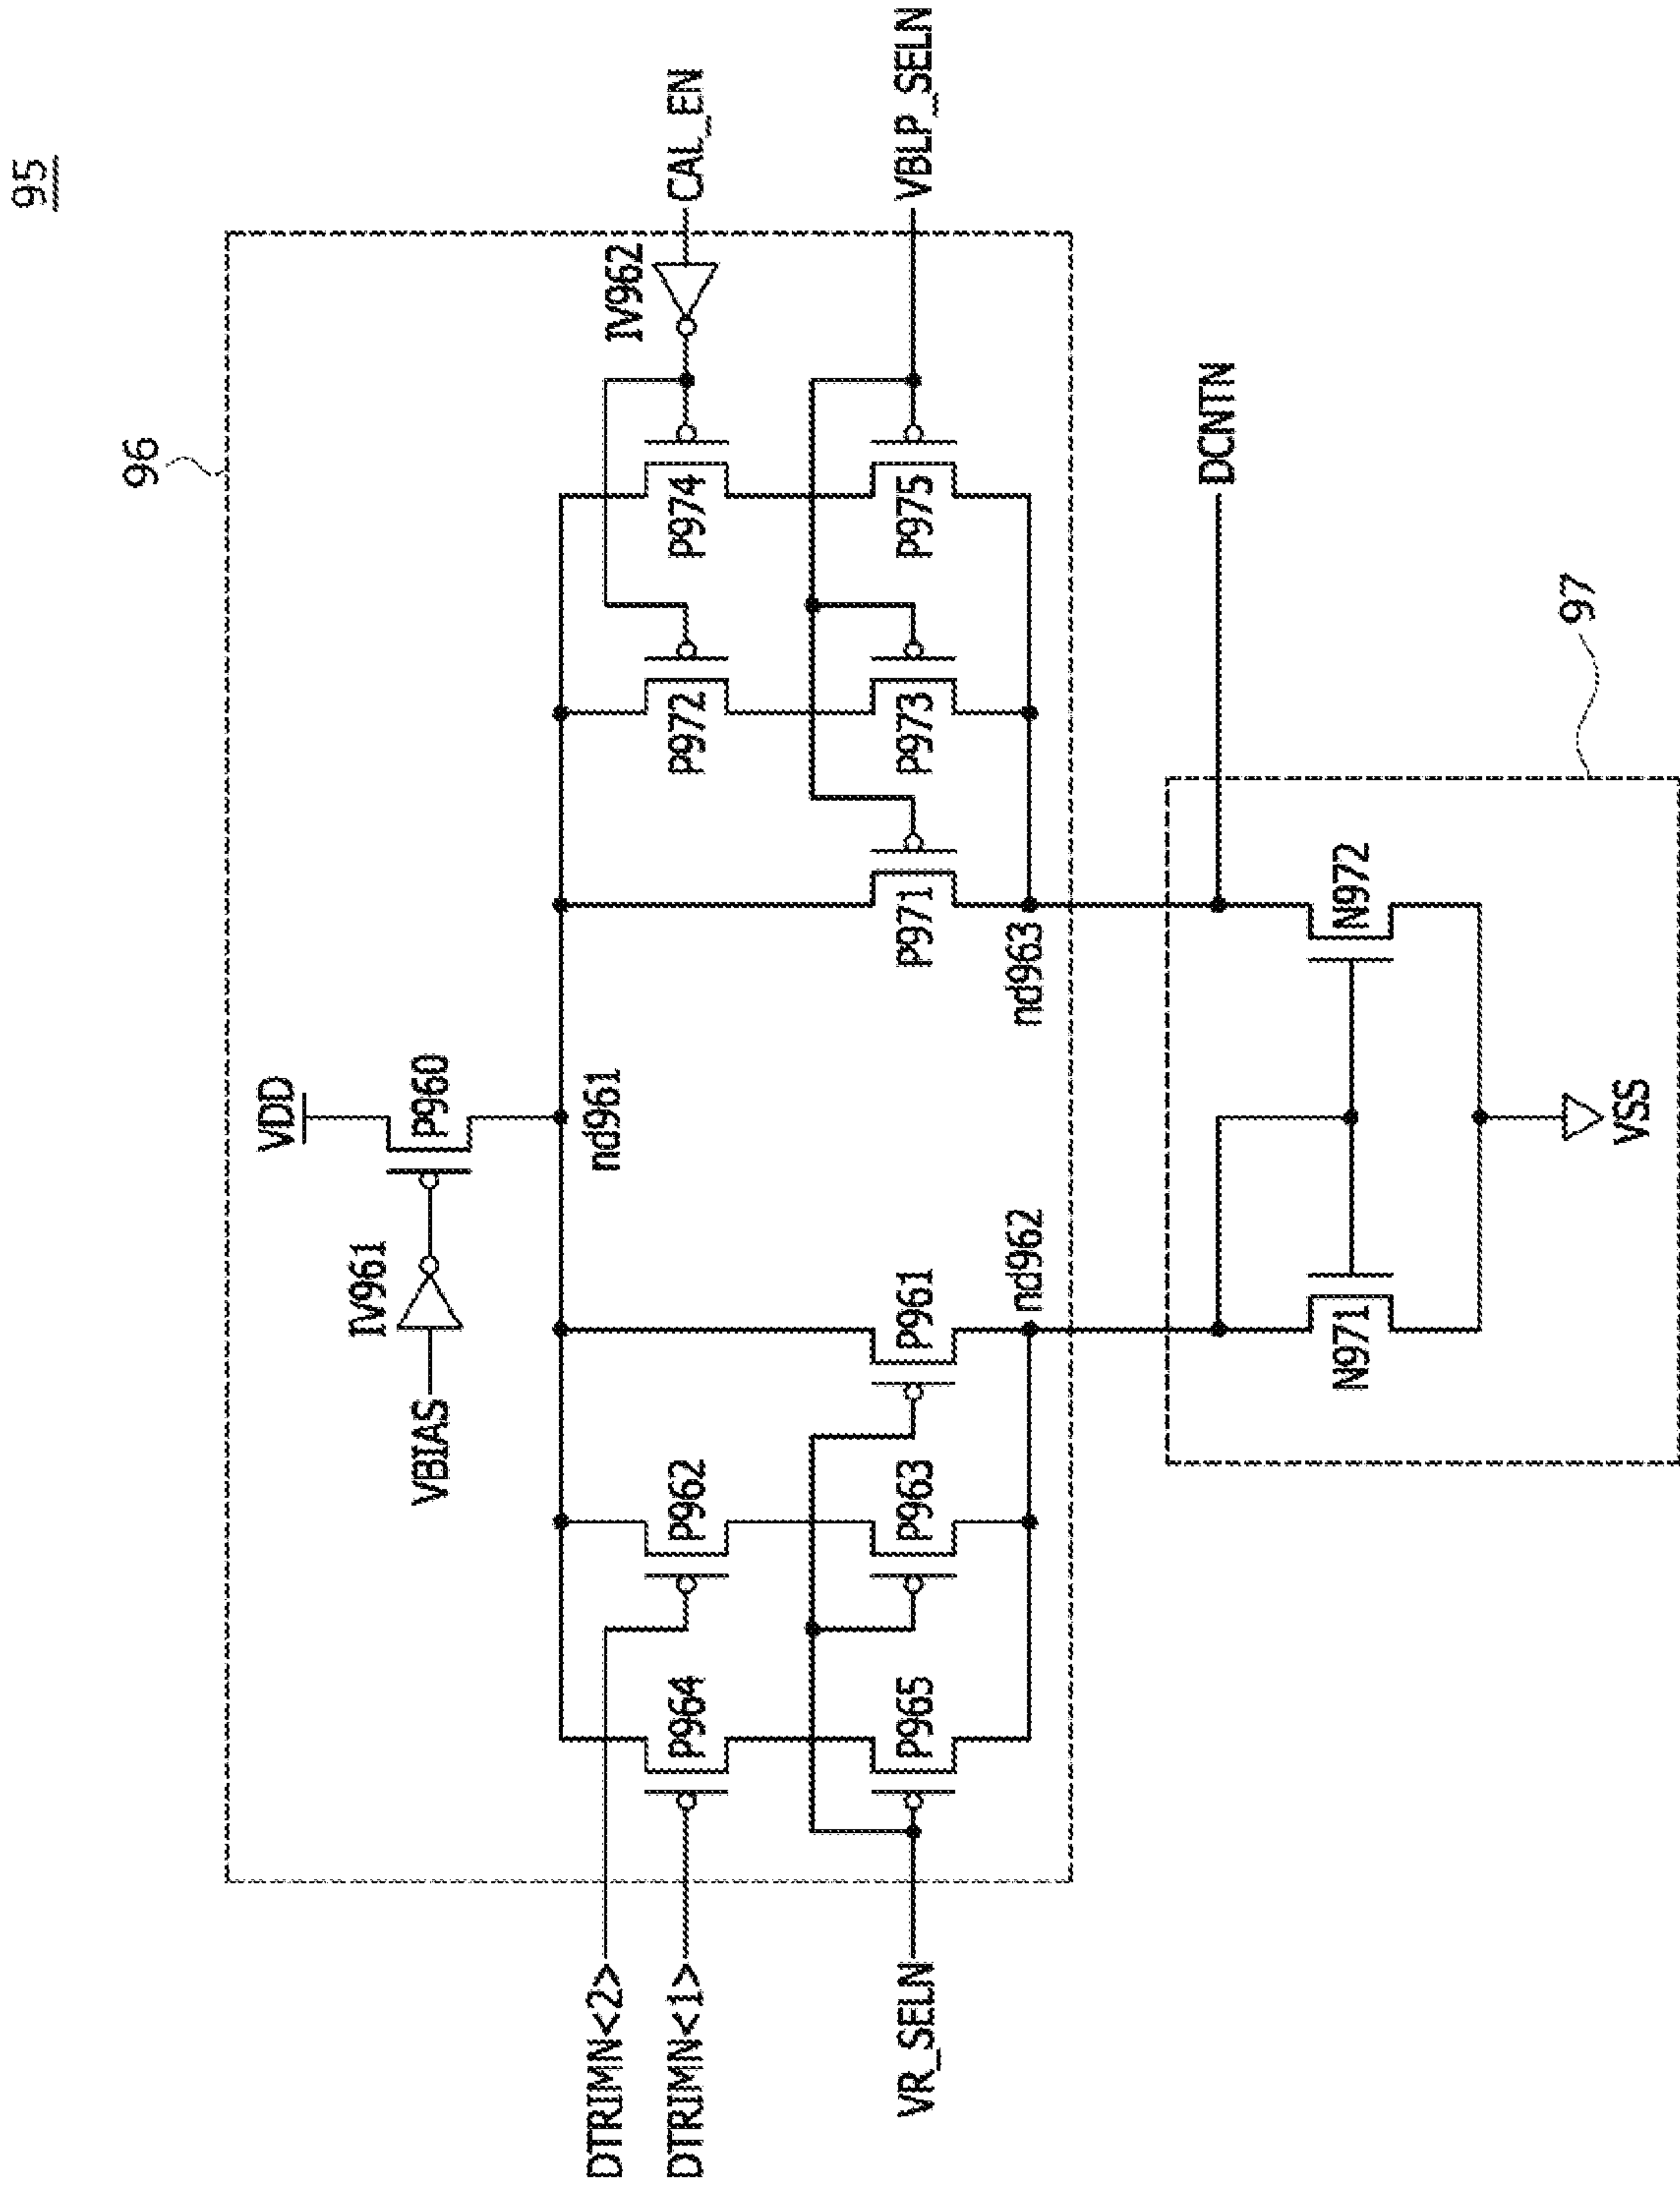 95
96
VDD
IV961
P960
VBIAS
nd961
DTRIMN<2>
DTRIMN<1>
P964
P962
P972
P974
IV962
CAL_EN
VR_SELN
P965
P963
P961
P971
P973
P975
VBLP_SELN
nd962
nd963
DCNTN
N971
N972
97
VSS